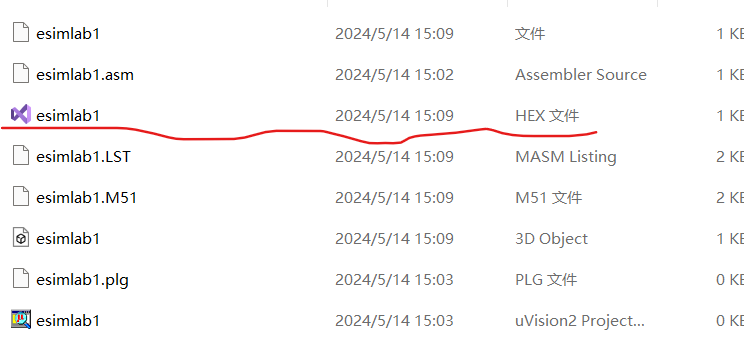 esimlab1 2024/5/14 15:09 文件 1 KB
esimlab1.asm 2024/5/14 15:02 Assembler Source 1 KB
esimlab1 2024/5/14 15:09 HEX 文件 1 KB
esimlab1.LST 2024/5/14 15:09 MASM Listing 2 KB
esimlab1.M51 2024/5/14 15:09 M51 文件 2 KB
esimlab1 2024/5/14 15:09 3D Object 1 KB
esimlab1.plg 2024/5/14 15:03 PLG 文件 0 KB
esimlab1 2024/5/14 15:03 uVision2 Project... 0 KB